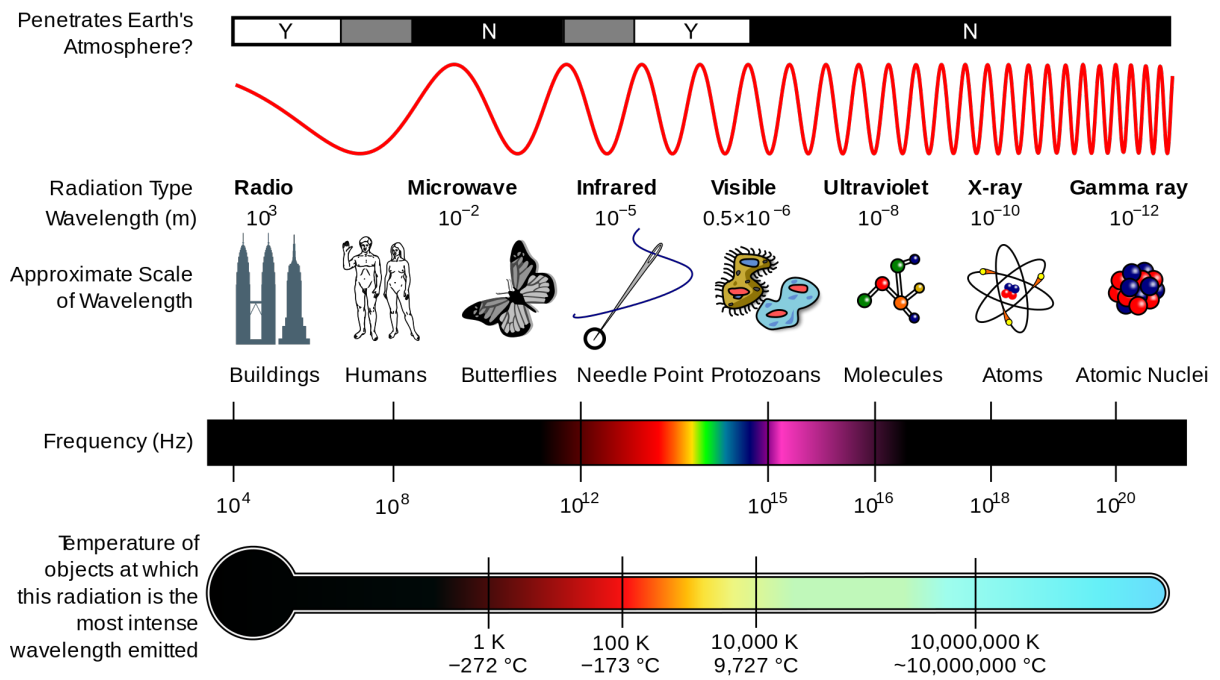 Penetrates Earth's
Atmosphere?
Y N Y N
Radiation Type
Radio Microwave Infrared Visible Ultraviolet X-ray Gamma ray
Wavelength (m)
10³ 10⁻² 10⁻⁵ 0.5×10⁻⁶ 10⁻⁸ 10⁻¹⁰ 10⁻¹²
Approximate Scale
of Wavelength
Buildings Humans Butterflies Needle Point Protozoans Molecules Atoms Atomic Nuclei
Frequency (Hz)
10⁴ 10⁸ 10¹² 10¹⁵ 10¹⁶ 10¹⁸ 10²⁰
Temperature of
objects at which
this radiation is the
most intense
wavelength emitted
1 K 100 K 10,000 K 10,000,000 K
−272 °C −173 °C 9,727 °C ~10,000,000 °C